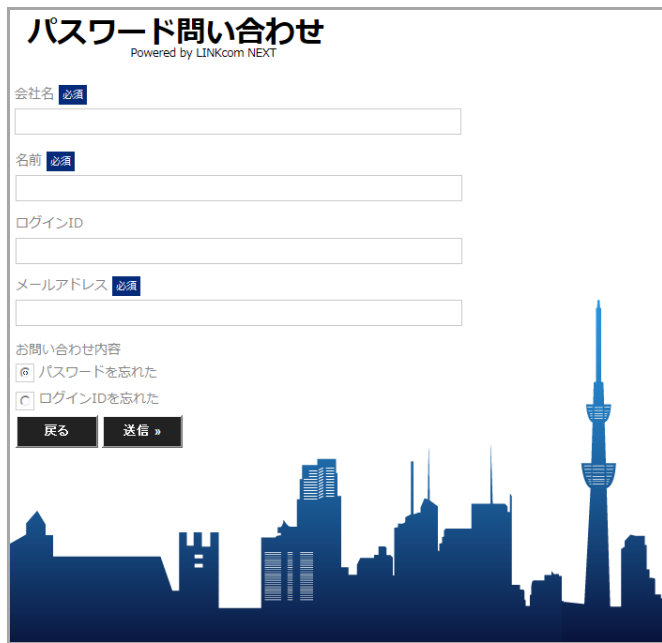 パスワード問い合わせ
Powered by LINKcom NEXT
会社名 必須
名前 必須
ログインID
メールアドレス 必須
お問い合わせ内容
パスワードを忘れた
ログインIDを忘れた
戻る 送信 »